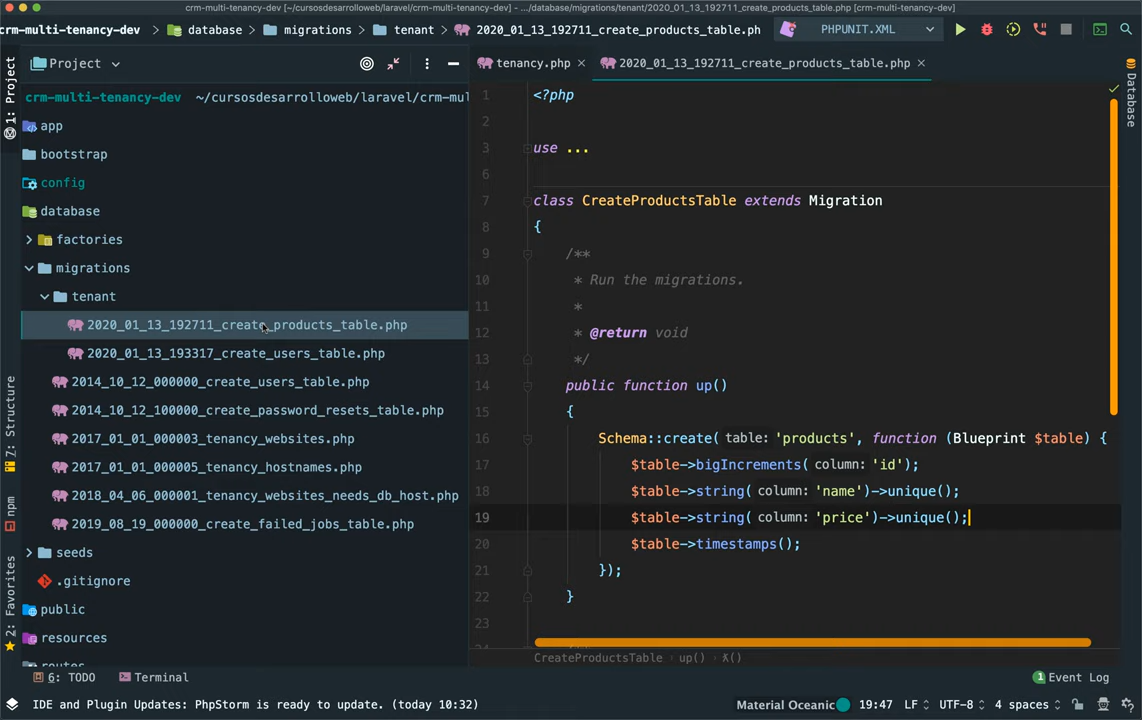 crm-multi-tenancy-dev [~/cursosdesarrolloweb/laravel/crm-multi-tenancy-dev] – .../database/migrations/tenant/2020_01_13_192711_create_products_table.php [crm-multi-tenancy-dev]
crm-multi-tenancy-dev database migrations tenant 2020_01_13_192711_create_products_table.ph PHPUNIT.XML
1: Project
Project
crm-multi-tenancy-dev ~/cursosdesarrolloweb/laravel/crm-mul
app
bootstrap
config
database
factories
migrations
tenant
2020_01_13_192711_create_products_table.php
2020_01_13_193317_create_users_table.php
2014_10_12_000000_create_users_table.php
2014_10_12_100000_create_password_resets_table.php
2017_01_01_000003_tenancy_websites.php
2017_01_01_000005_tenancy_hostnames.php
2018_04_06_000001_tenancy_websites_needs_db_host.php
2019_08_19_000000_create_failed_jobs_table.php
seeds
.gitignore
public
resources
routes
7: Structure
npm
2: Favorites
tenancy.php 2020_01_13_192711_create_products_table.php
1 <?php
2
3 use ...
6
7 class CreateProductsTable extends Migration
8 {
9 /**
10 * Run the migrations.
11 *
12 * @return void
13 */
14 public function up()
15 {
16 Schema::create( table: 'products', function (Blueprint $table) {
17 $table->bigIncrements( column: 'id');
18 $table->string( column: 'name')->unique();
19 $table->string( column: 'price')->unique();
20 $table->timestamps();
21 });
22 }
23
Database
CreateProductsTable › up() › λ()
6: TODO Terminal 1 Event Log
IDE and Plugin Updates: PhpStorm is ready to update. (today 10:32) Material Oceanic 19:47 LF UTF-8 4 spaces